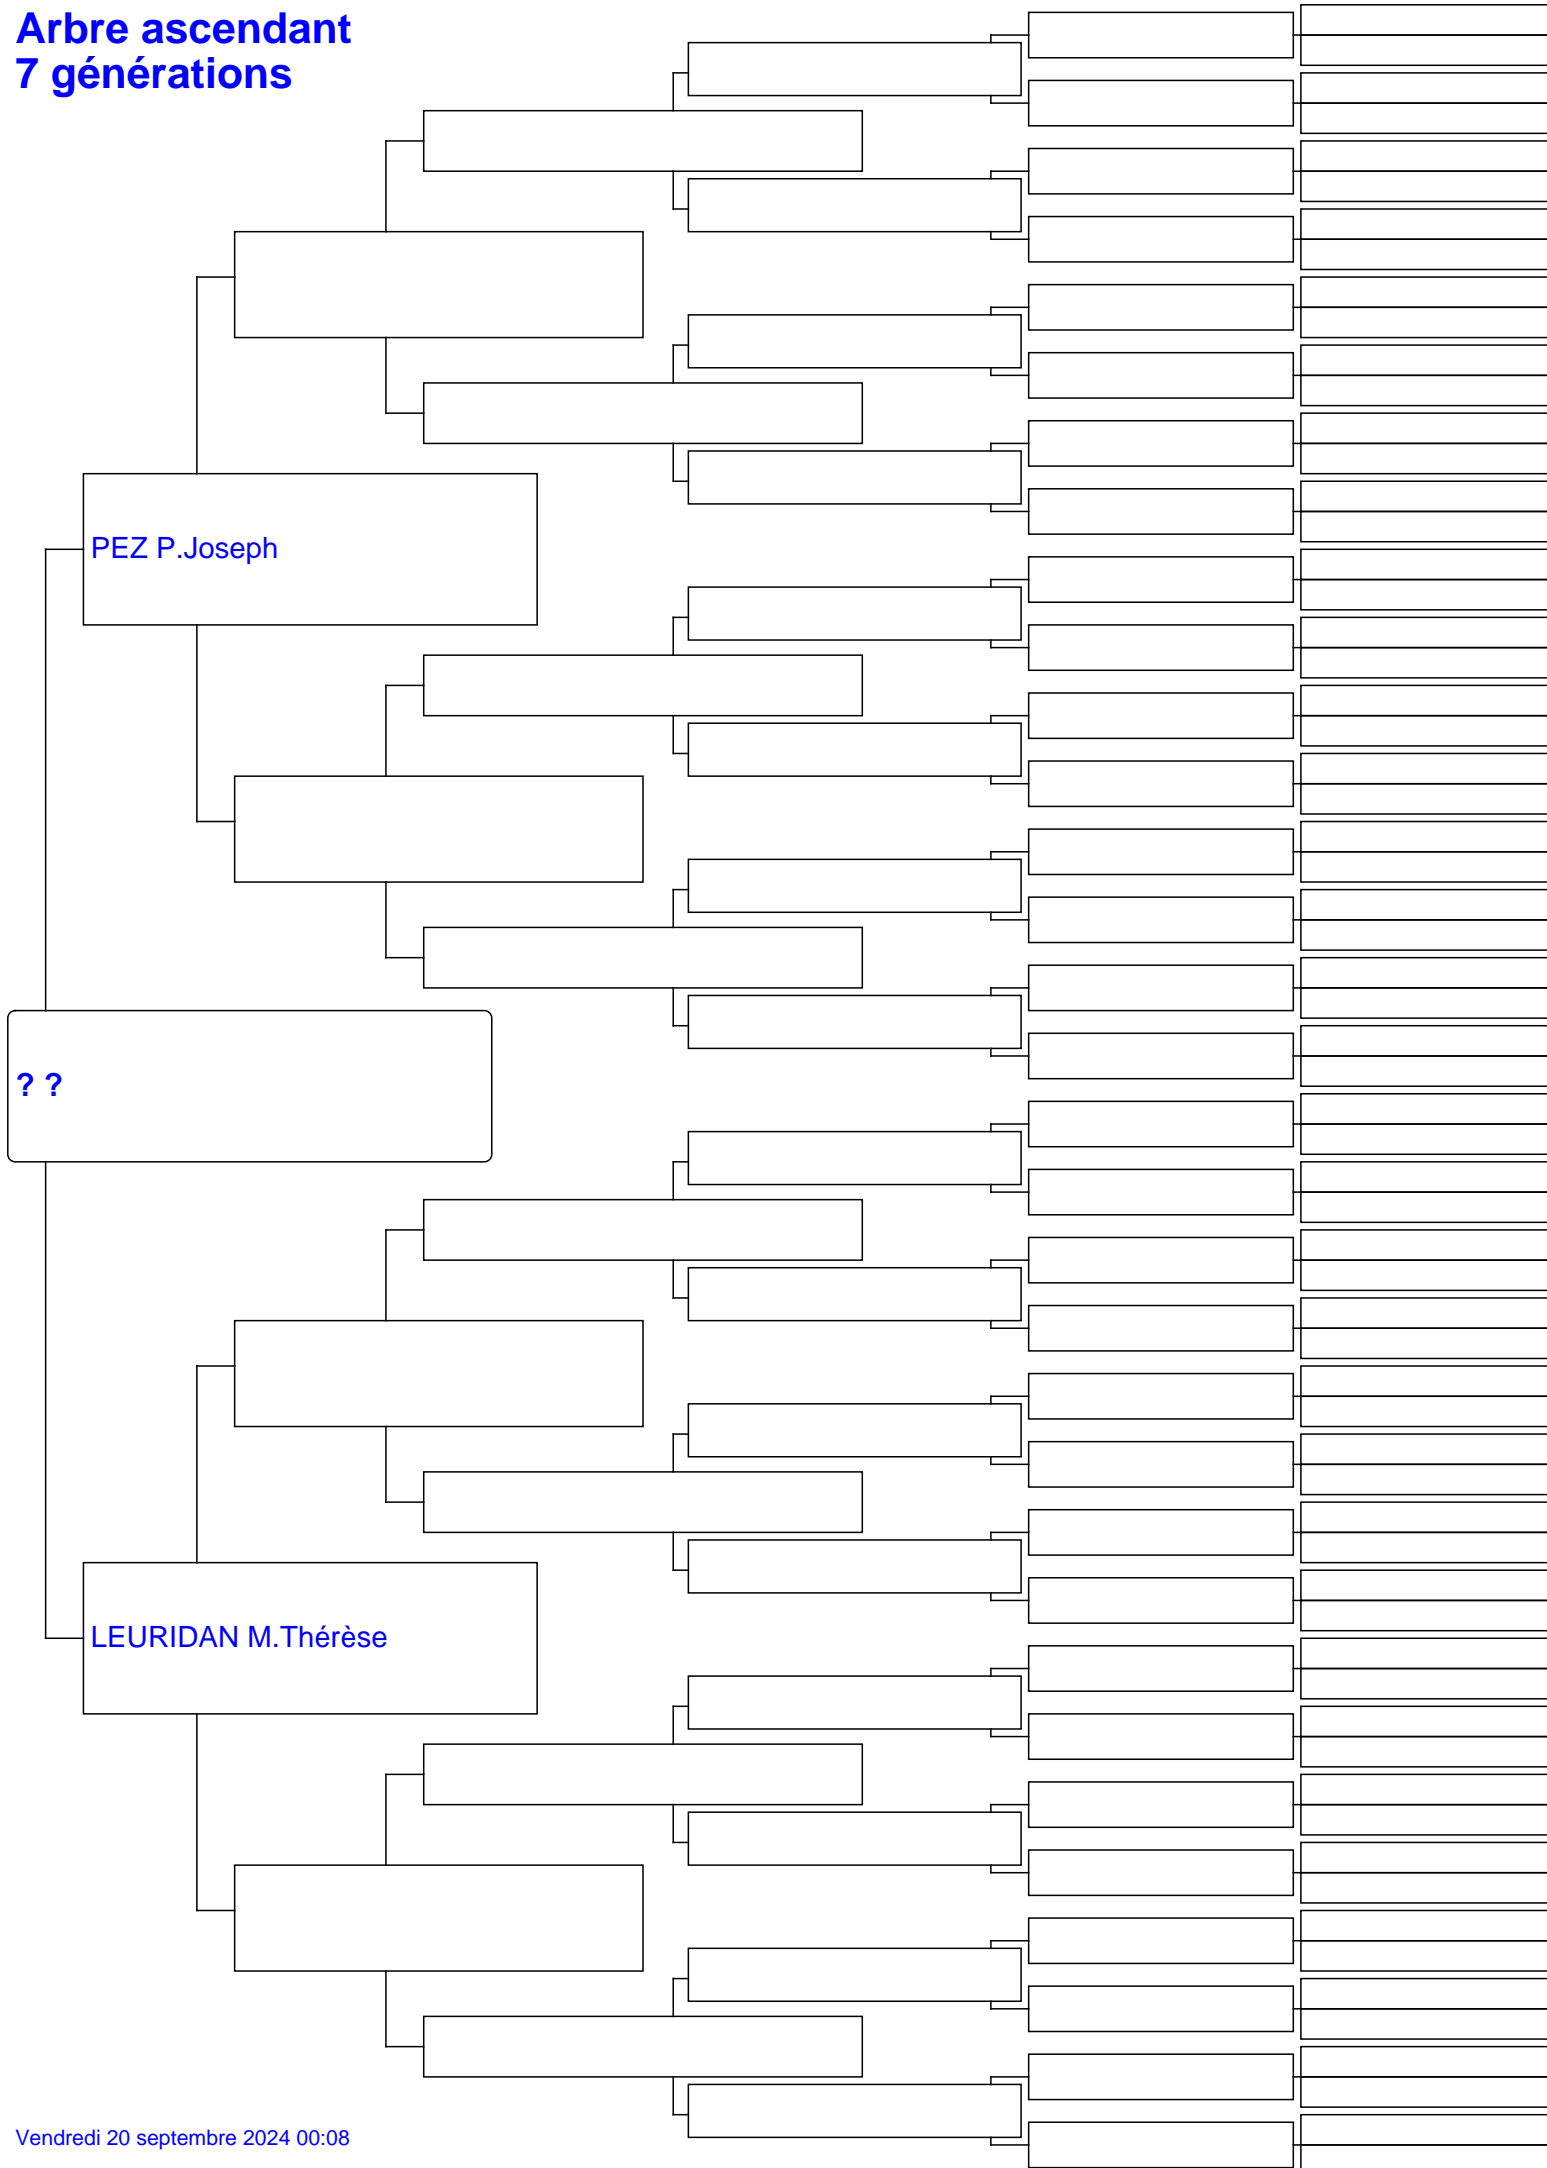 Arbre ascendant
7 générations
PEZ P.Joseph
? ?
LEURIDAN M.Thérèse
Vendredi 20 septembre 2024 00:08